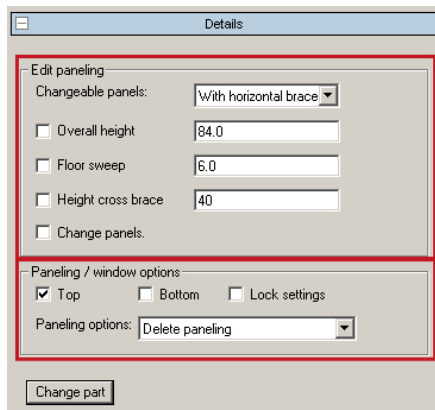 Details
Edit paneling
Changeable panels: With horizontal brace
Overall height 84.0
Floor sweep 6.0
Height cross brace 40
Change panels.
Paneling / window options
Top Bottom Lock settings
Paneling options: Delete paneling
Change part